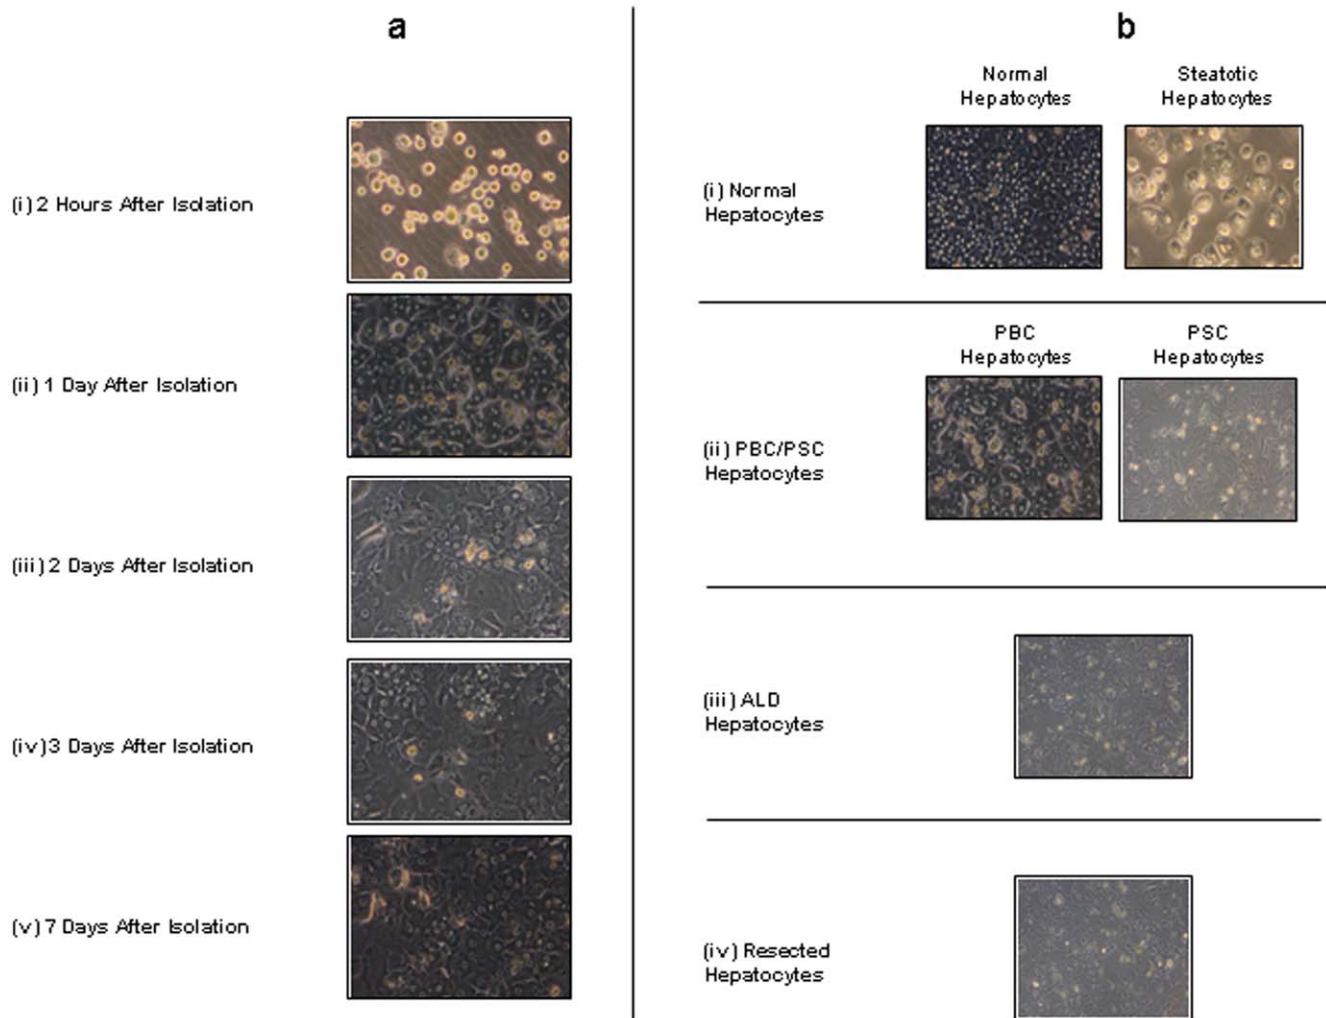 a
(i) 2 Hours After Isolation
(ii) 1 Day After Isolation
(iii) 2 Days After Isolation
(iv) 3 Days After Isolation
(v) 7 Days After Isolation
b
Normal
Hepatocytes
Steatotic
Hepatocytes
(i) Normal
Hepatocytes
PBC
Hepatocytes
PSC
Hepatocytes
(ii) PBC/PSC
Hepatocytes
(iii) ALD
Hepatocytes
(iv) Resected
Hepatocytes